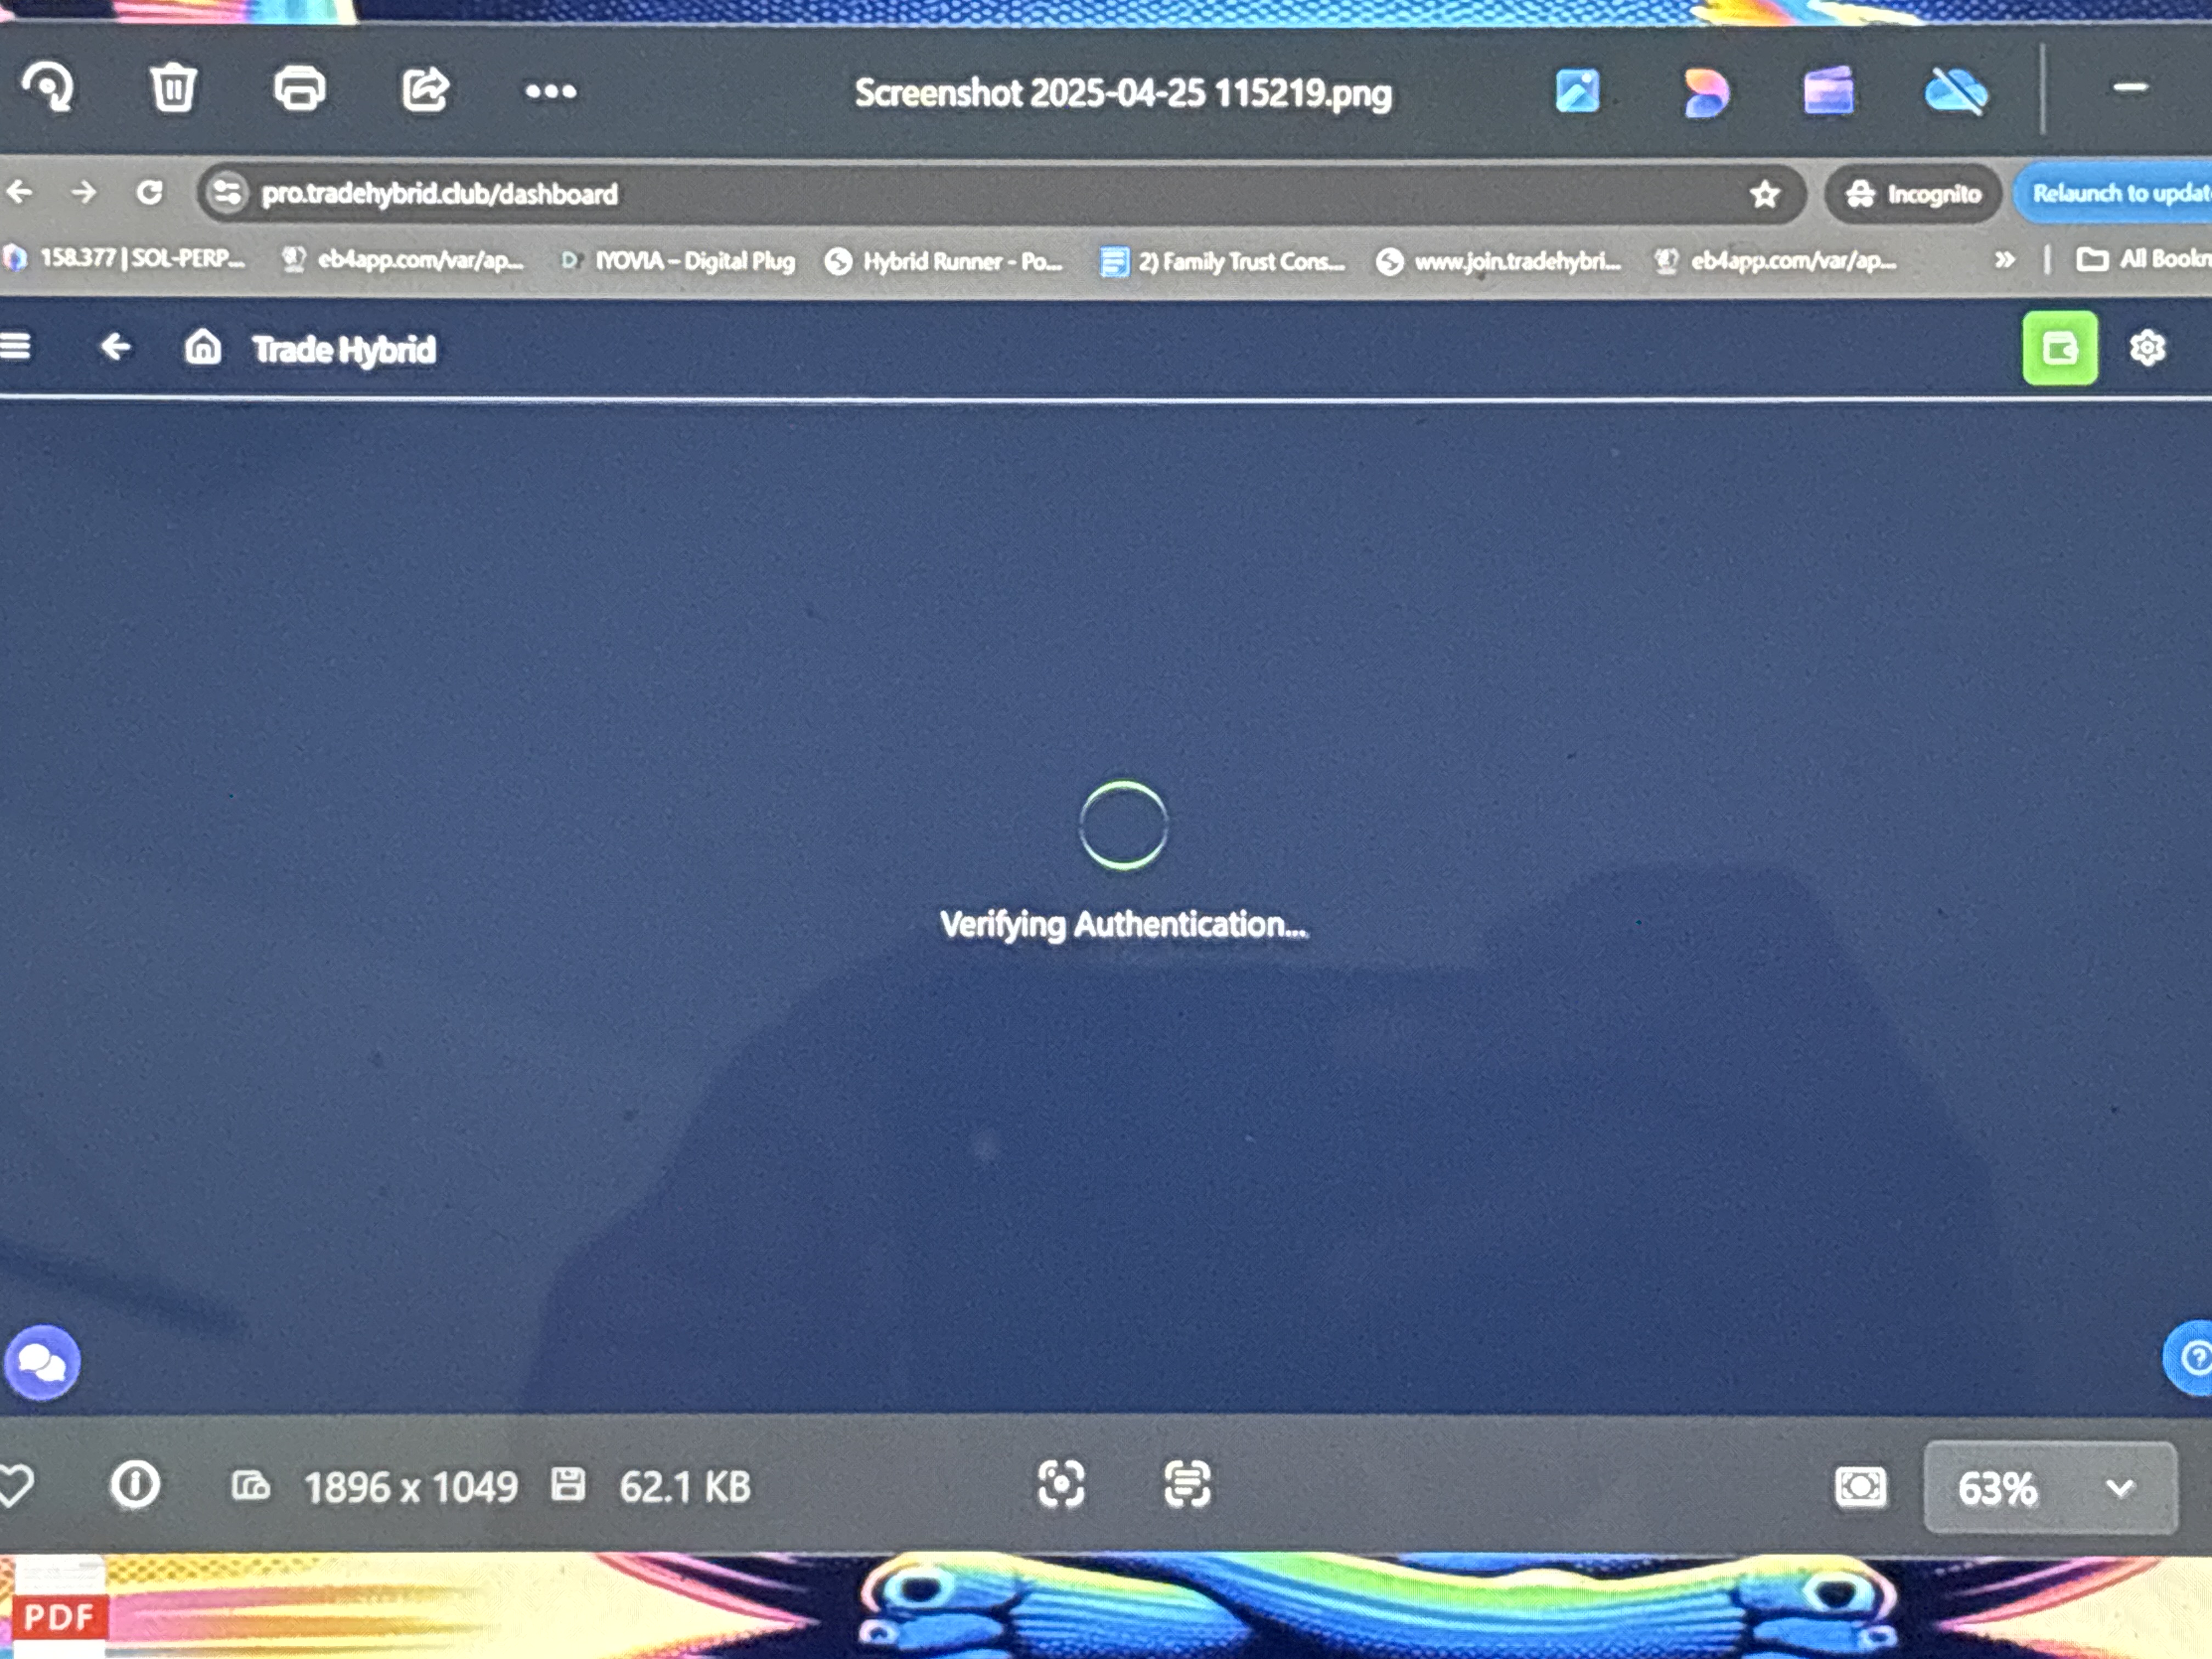 Screenshot 2025-04-25 115219.png
pro.tradehybrid.club/dashboard
Incognito
Relaunch to updat
158.377 | SOL-PERP...
eb4app.com/var/ap...
IYOVIA – Digital Plug
Hybrid Runner - Po...
2) Family Trust Cons...
www.join.tradehybri...
eb4app.com/var/ap...
All Bookn
Trade Hybrid
Verifying Authentication...
1896 x 1049
62.1 KB
63%
PDF